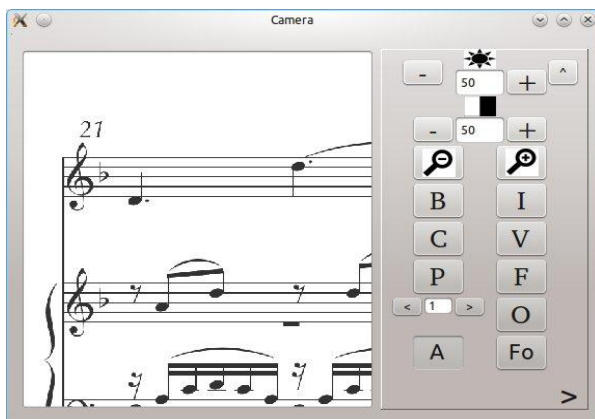 Camera
21
- 50 + ^
- 50 +
B I
C V
P F
< 1 > O
A Fo
>